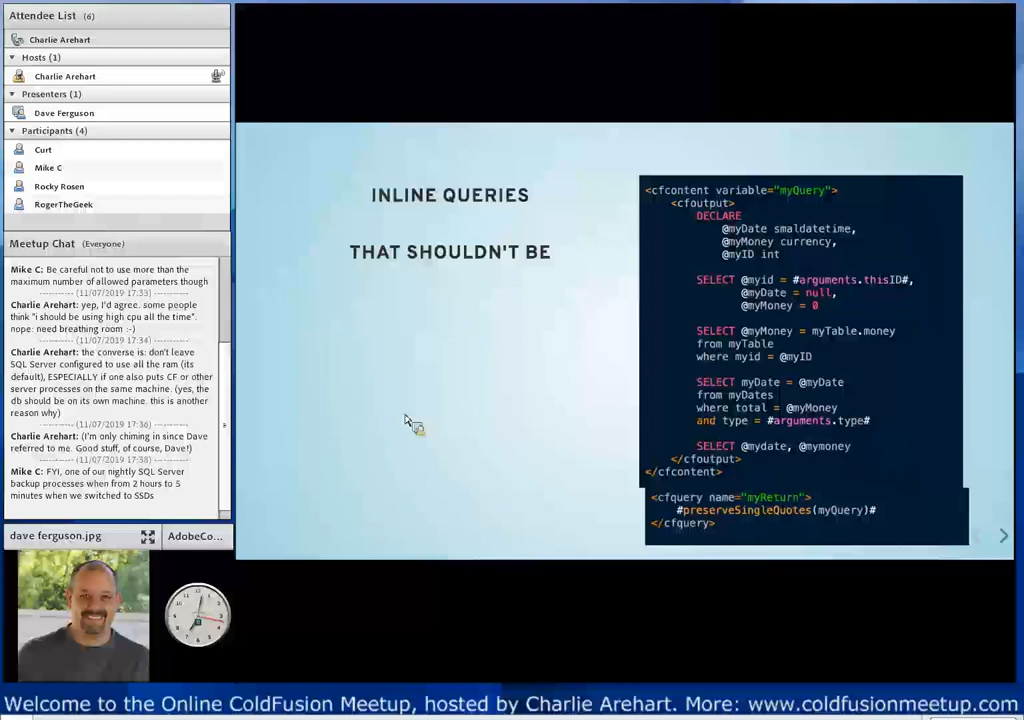 Attendee List (6)
Charlie Arehart
Hosts (1)
Charlie Arehart
Presenters (1)
Dave Ferguson
Participants (4)
Curt
Mike C
Rocky Rosen
RogerTheGeek
Meetup Chat (Everyone)
Mike C: Be careful not to use more than the
maximum number of allowed parameters though
---------- (11/07/2019 17:33) ----------
Charlie Arehart: yep, I'd agree. some people
think "i should be using high cpu all the time".
nope: need breathing room :-)
---------- (11/07/2019 17:34) ----------
Charlie Arehart: the converse is: don't leave
SQL Server configured to use all the ram (its
default), ESPECIALLY if one also puts CF or other
server processes on the same machine. (yes, the
db should be on its own machine. this is another
reason why)
---------- (11/07/2019 17:36) ----------
Charlie Arehart: (I'm only chiming in since Dave
referred to me. Good stuff, of course, Dave!)
---------- (11/07/2019 17:38) ----------
Mike C: FYI, one of our nightly SQL Server
backup processes when from 2 hours to 5
minutes when we switched to SSDs
dave ferguson.jpg
AdobeCo...
INLINE QUERIES
THAT SHOULDN'T BE
<cfcontent variable="myQuery">
<cfoutput>
DECLARE
@myDate smaldatetime,
@myMoney currency,
@myID int
SELECT @myid = #arguments.thisID#,
@myDate = null,
@myMoney = 0
SELECT @myMoney = myTable.money
from myTable
where myid = @myID
SELECT myDate = @myDate
from myDates
where total = @myMoney
and type = #arguments.type#
SELECT @mydate, @mymoney
</cfoutput>
</cfcontent>
<cfquery name="myReturn">
#preserveSingleQuotes(myQuery)#
</cfquery>
Welcome to the Online ColdFusion Meetup, hosted by Charlie Arehart. More: www.coldfusionmeetup.com